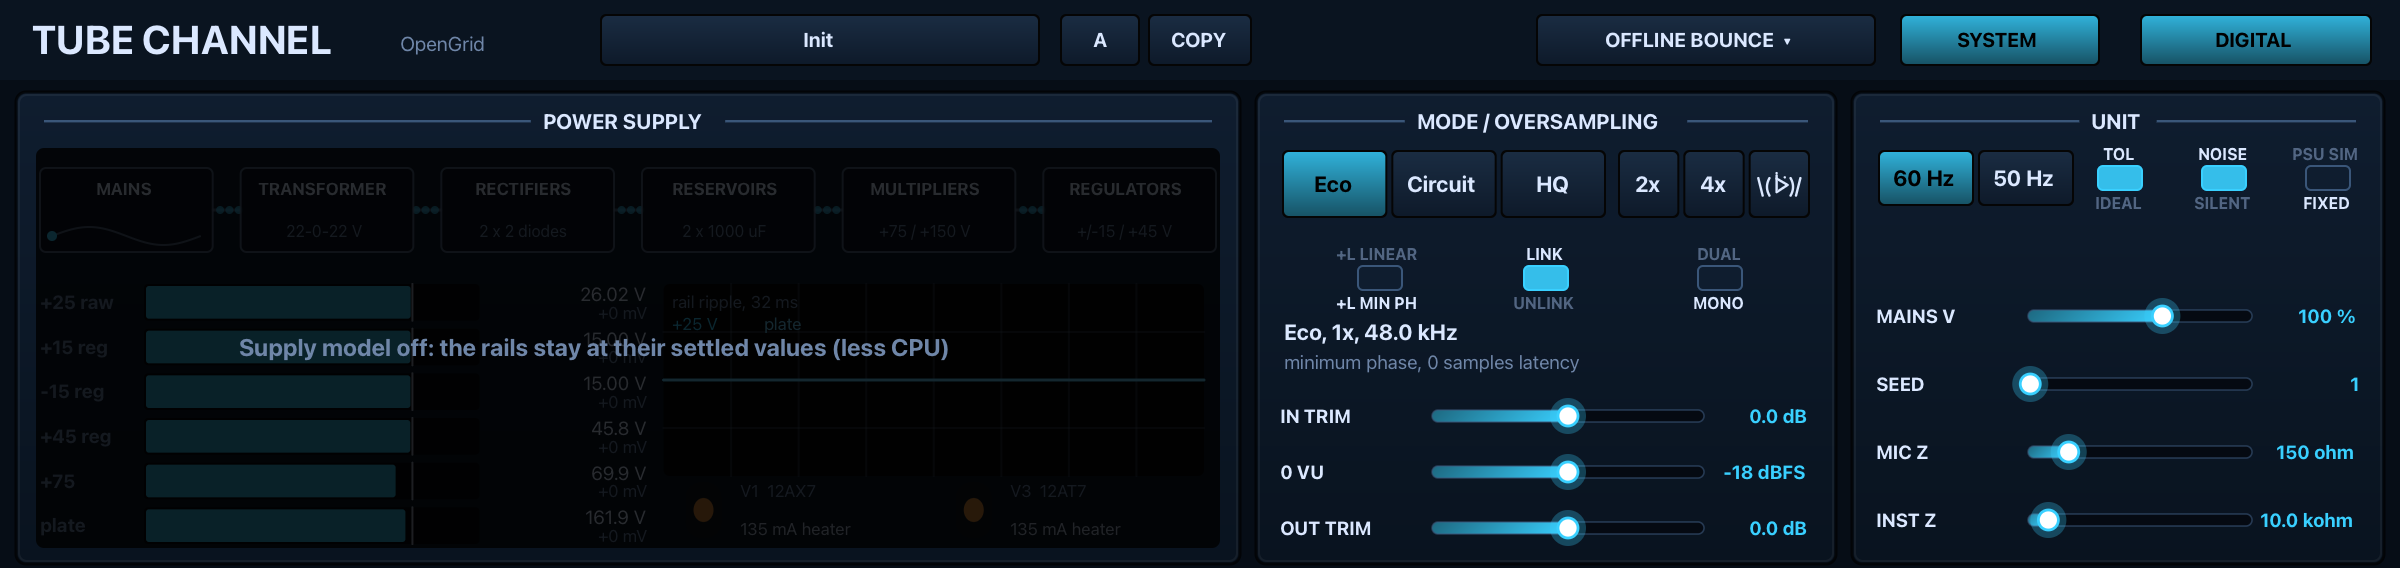 TUBE CHANNEL
OpenGrid
Init
A
COPY
OFFLINE BOUNCE ▾
SYSTEM
DIGITAL
POWER SUPPLY
MAINS
TRANSFORMER
22-0-22 V
RECTIFIERS
2 x 2 diodes
RESERVOIRS
2 x 1000 uF
MULTIPLIERS
+75 / +150 V
REGULATORS
+/-15 / +45 V
+25 raw
26.02 V
+0 mV
+15 reg
15.00 V
-15 reg
15.00 V
+0 mV
+45 reg
45.8 V
+0 mV
+75
69.9 V
+0 mV
plate
161.9 V
+0 mV
rail ripple, 32 ms
+25 V plate
Supply model off: the rails stay at their settled values (less CPU)
V1 12AX7
135 mA heater
V3 12AT7
135 mA heater
MODE / OVERSAMPLING
Eco
Circuit
HQ
2x
4x
+L LINEAR
+L MIN PH
LINK
UNLINK
DUAL
MONO
Eco, 1x, 48.0 kHz
minimum phase, 0 samples latency
IN TRIM
0.0 dB
0 VU
-18 dBFS
OUT TRIM
0.0 dB
UNIT
60 Hz
50 Hz
TOL
IDEAL
NOISE
SILENT
PSU SIM
FIXED
MAINS V
100 %
SEED
1
MIC Z
150 ohm
INST Z
10.0 kohm